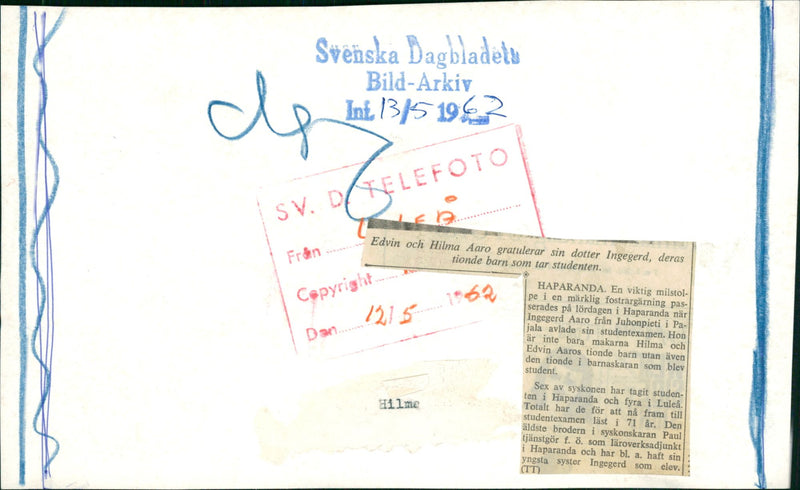 Svenska Dagbladets
Bild-Arkiv
Int. 13/5 1962
SV. D. TELEFOTO
Från
Copyright
Den 12/5 1962
Edvin och Hilma Aaro gratulerar sin dotter Ingegerd, deras
tionde barn som tar studenten.
HAPARANDA. En viktig milstol-
pe i en märklig fostrargärning pas-
serades på lördagen i Haparanda när
Ingegerd Aaro från Juhonpieti i Pa-
jala avlade sin studentexamen. Hon
är inte bara makarna Hilma och
Edvin Aaros tionde barn utan även
den tionde i barnaskaran som blev
student.
Sex av syskonen har tagit studen-
ten i Haparanda och fyra i Luleå.
Totalt har de för att nå fram till
studentexamen läst i 71 år. Den
äldste brodern i syskonskaran Paul
tjänstgör f. ö. som läroverksadjunkt
i Haparanda och har bl. a. haft sin
yngsta syster Ingegerd som elev.
(TT)
Hilme